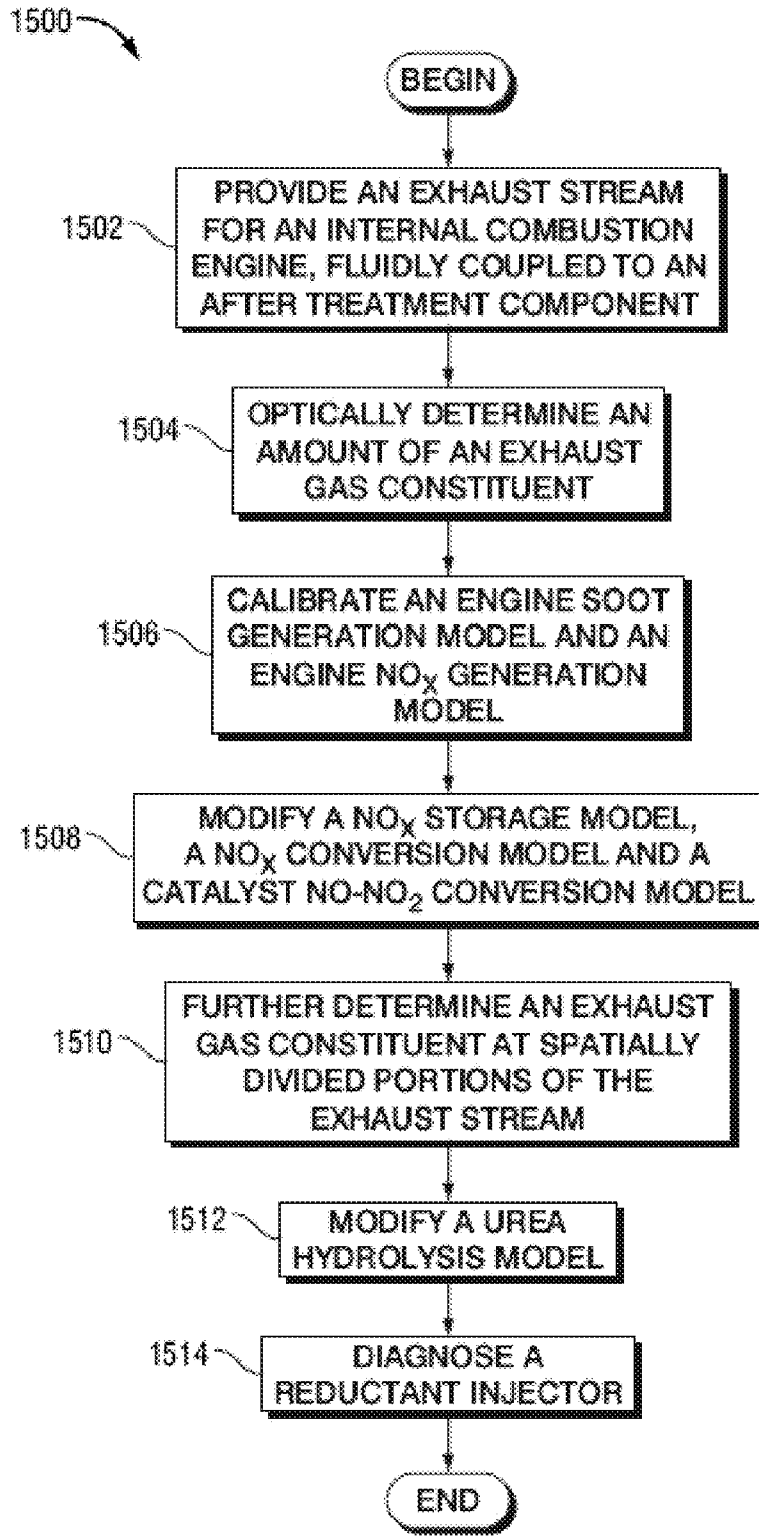 1500
BEGIN
1502
PROVIDE AN EXHAUST STREAM
FOR AN INTERNAL COMBUSTION
ENGINE, FLUIDLY COUPLED TO AN
AFTER TREATMENT COMPONENT
1504
OPTICALLY DETERMINE AN
AMOUNT OF AN EXHAUST
GAS CONSTITUENT
1506
CALIBRATE AN ENGINE SOOT
GENERATION MODEL AND AN
ENGINE NOX GENERATION
MODEL
1508
MODIFY A NOX STORAGE MODEL,
A NOX CONVERSION MODEL AND A
CATALYST NO-NO2 CONVERSION MODEL
1510
FURTHER DETERMINE AN EXHAUST
GAS CONSTITUENT AT SPATIALLY
DIVIDED PORTIONS OF THE
EXHAUST STREAM
1512
MODIFY A UREA
HYDROLYSIS MODEL
1514
DIAGNOSE A
REDUCTANT INJECTOR
END